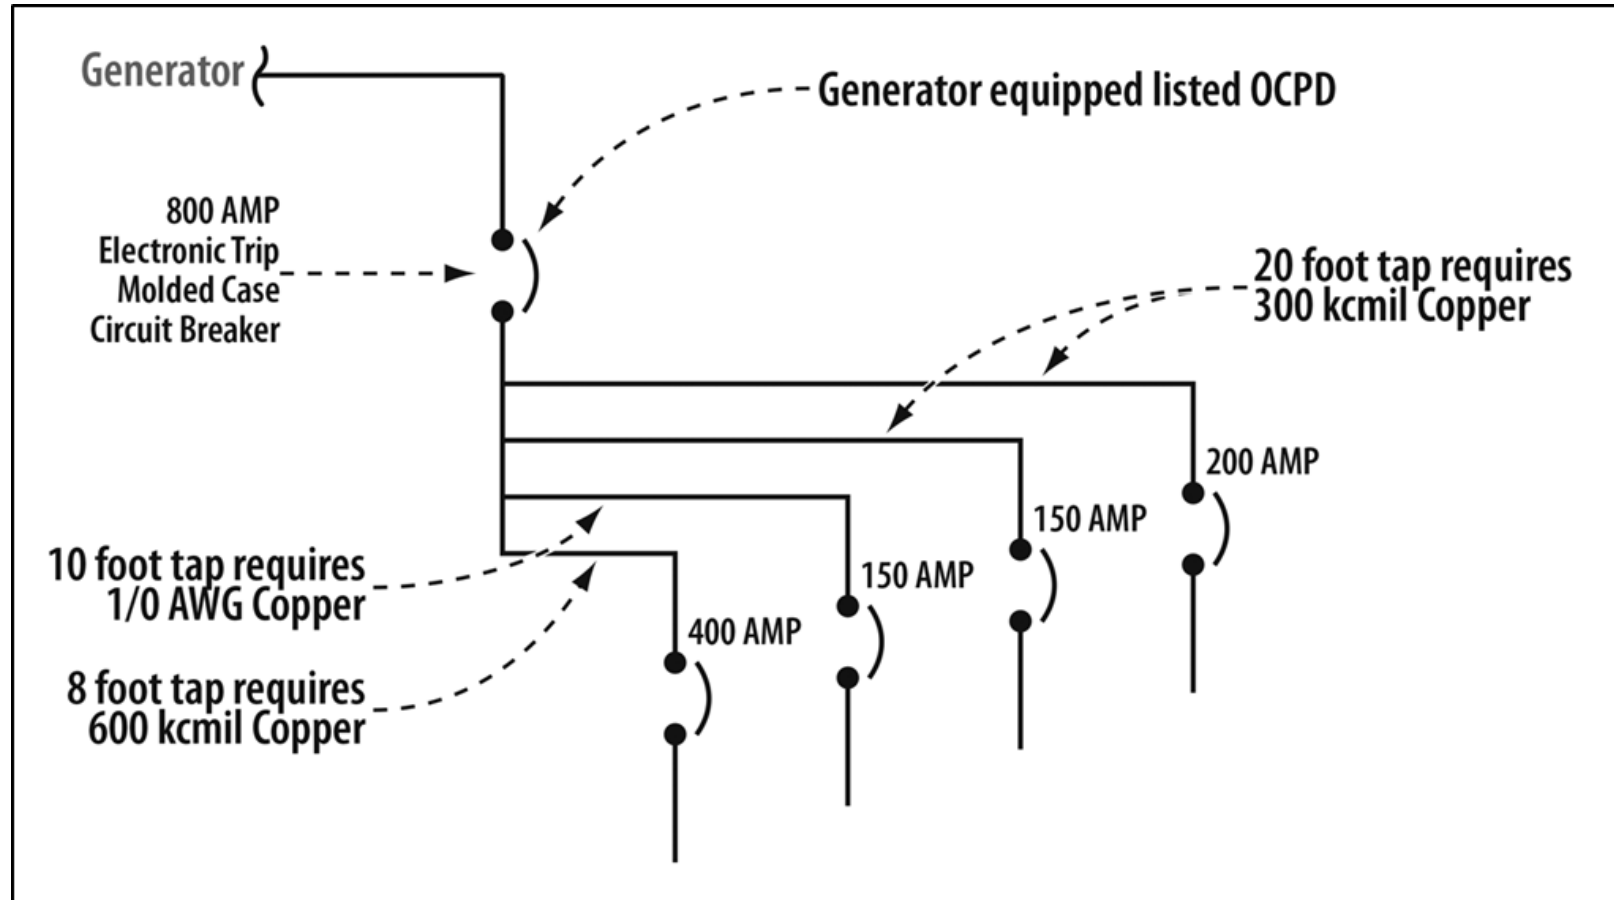 Generator
Generator equipped listed OCPD
800 AMP
Electronic Trip
Molded Case
Circuit Breaker
20 foot tap requires
300 kcmil Copper
200 AMP
150 AMP
150 AMP
400 AMP
10 foot tap requires
1/0 AWG Copper
8 foot tap requires
600 kcmil Copper